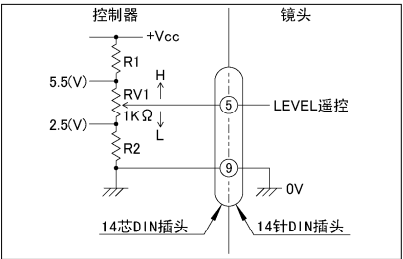 控制器
镜头
+Vcc
R1
5.5(V)
H
RV1
1KΩ
5
LEVEL遥控
2.5(V)
L
R2
9
0V
14芯DIN插头
14针DIN插头